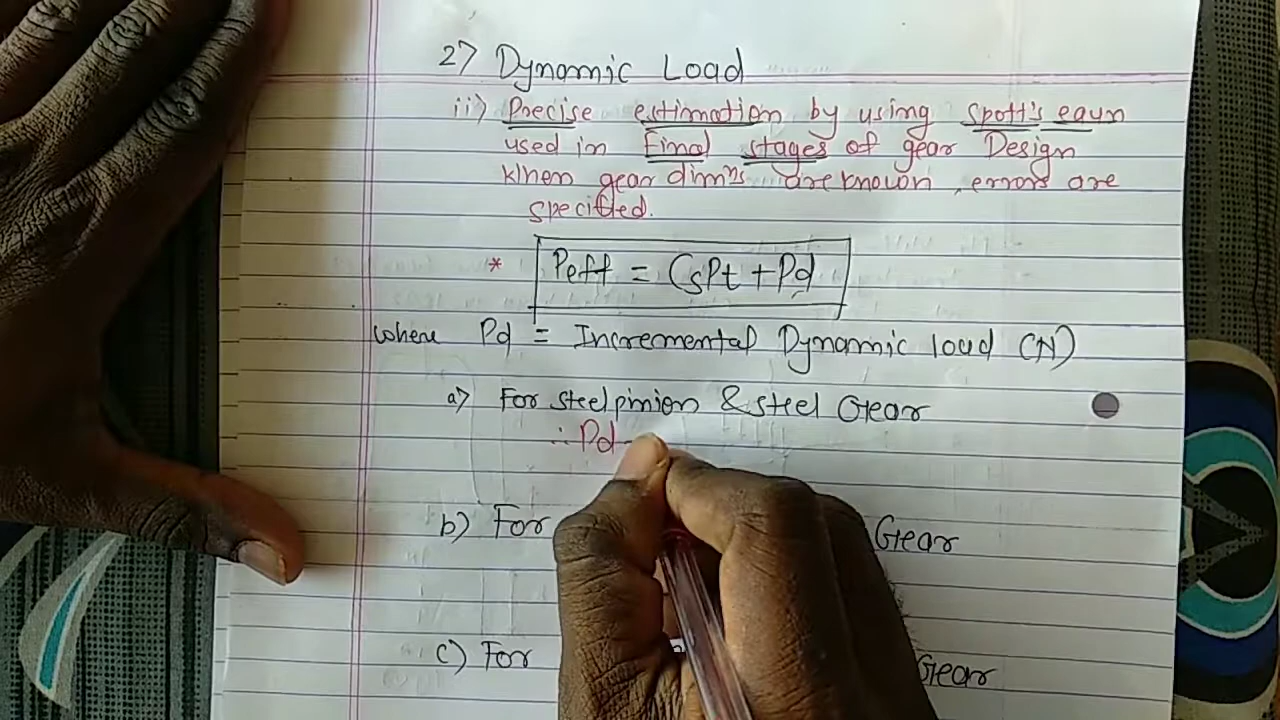 2) Dynamic Load
ii) Precise estimation by using Spott's equn
used in Final stages of gear Design
When gear dimns are known, errors are
specified.
* Peff = CsPt + Pd
where Pd = Incremental Dynamic load (N)
a) For steel pinion & steel Gear
∴ Pd
b) For Gear
c) For Gear